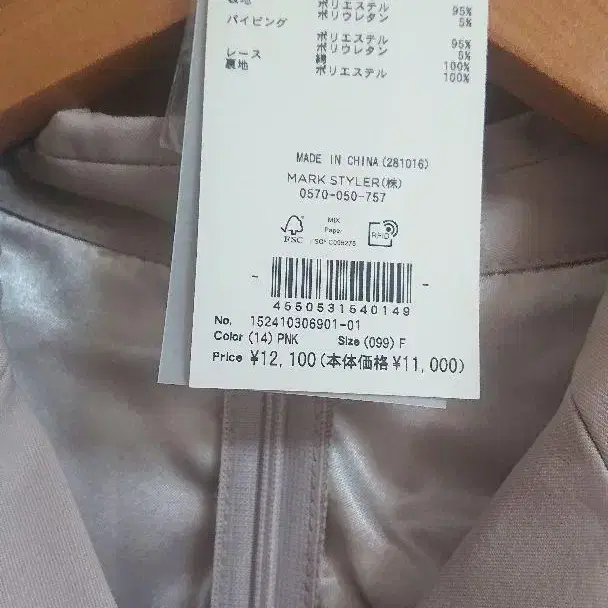 表地 ポリエステル 95%
ポリウレタン 5%
パイピング
ポリエステル 95%
ポリウレタン 5%
レース 綿 100%
裏地 ポリエステル 100%
MADE IN CHINA(281016)
MARK STYLER(株)
0570-050-757
FSC
MIX
Paper
RFID
4550531540149
No. 152410306901-01
Color (14) PNK Size (099) F
Price ¥12,100(本体価格¥11,000)